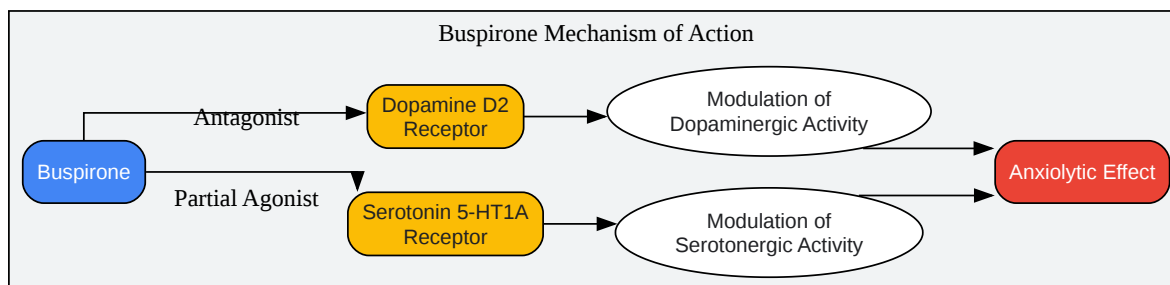 Buspirone Mechanism of Action
Antagonist
Dopamine D2
Receptor
Modulation of
Dopaminergic Activity
Buspirone
Anxiolytic Effect
Partial Agonist
Serotonin 5-HT1A
Receptor
Modulation of
Serotonergic Activity